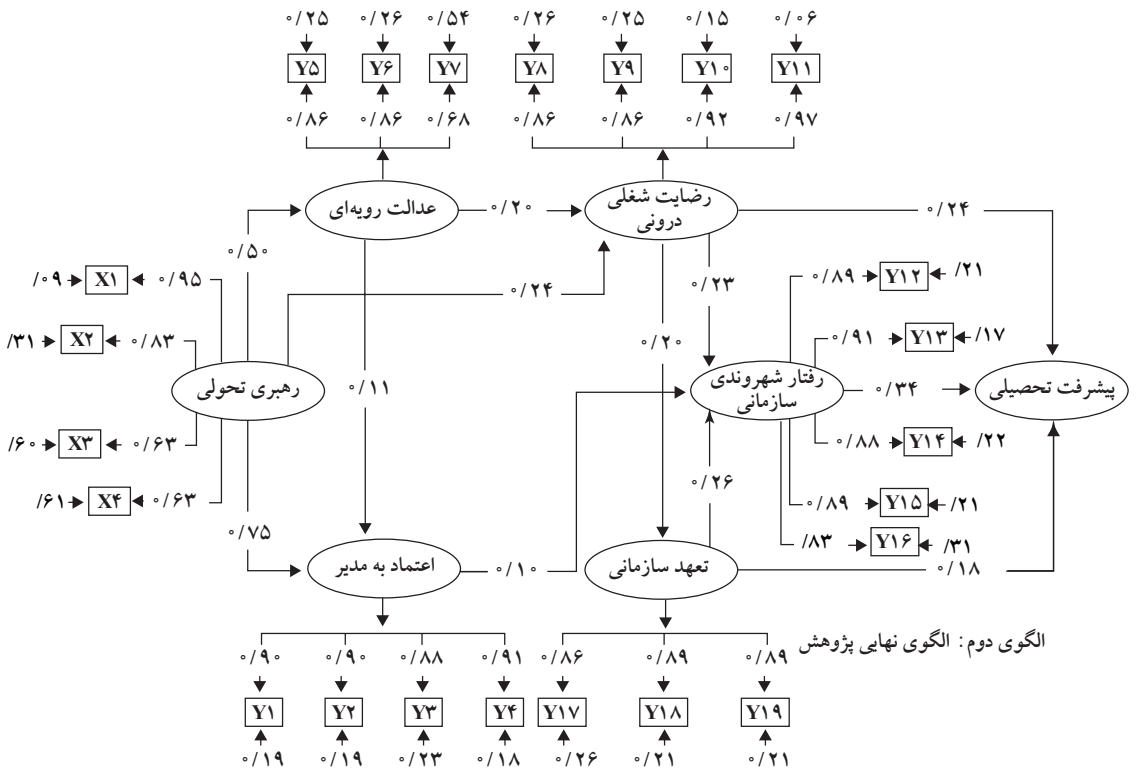 ۰/۲۵ ۰/۲۶ ۰/۵۴ ۰/۲۶ ۰/۲۵ ۰/۱۵ ۰/۰۶
Y۵ Y۶ Y۷ Y۸ Y۹ Y۱۰ Y۱۱
۰/۸۶ ۰/۸۶ ۰/۶۸ ۰/۸۶ ۰/۸۶ ۰/۹۲ ۰/۹۷
عدالت رویه‌ای
۰/۲۰
رضایت شغلی
درونی
۰/۲۴
۰/۵۰
/۰۹ X۱ ۰/۹۵
۰/۲۴
۰/۲۳
۰/۸۹ Y۱۲ /۲۱
/۳۱ X۲ ۰/۸۳
۰/۲۰
۰/۹۱ Y۱۳ /۱۷
رهبری تحولی
۰/۱۱
رفتار شهروندی
سازمانی
۰/۳۴
پیشرفت تحصیلی
/۶۰ X۳ ۰/۶۳
۰/۸۸ Y۱۴ /۲۲
/۶۱ X۴ ۰/۶۳
۰/۲۶
۰/۸۹ Y۱۵ /۲۱
۰/۷۵
/۸۳ Y۱۶ /۳۱
اعتماد به مدیر
۰/۱۰
تعهد سازمانی
۰/۱۸
الگوی دوم: الگوی نهایی پژوهش
۰/۹۰ ۰/۹۰ ۰/۸۸ ۰/۹۱ ۰/۸۶ ۰/۸۹ ۰/۸۹
Y۱ Y۲ Y۳ Y۴ Y۱۷ Y۱۸ Y۱۹
۰/۱۹ ۰/۱۹ ۰/۲۳ ۰/۱۸ ۰/۲۶ ۰/۲۱ ۰/۲۱